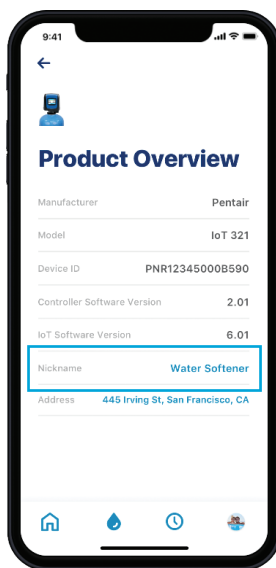 9:41
Product Overview
Manufacturer Pentair
Model IoT 321
Device ID PNR12345000B590
Controller Software Version 2.01
IoT Software Version 6.01
Nickname Water Softener
Address 445 Irving St, San Francisco, CA